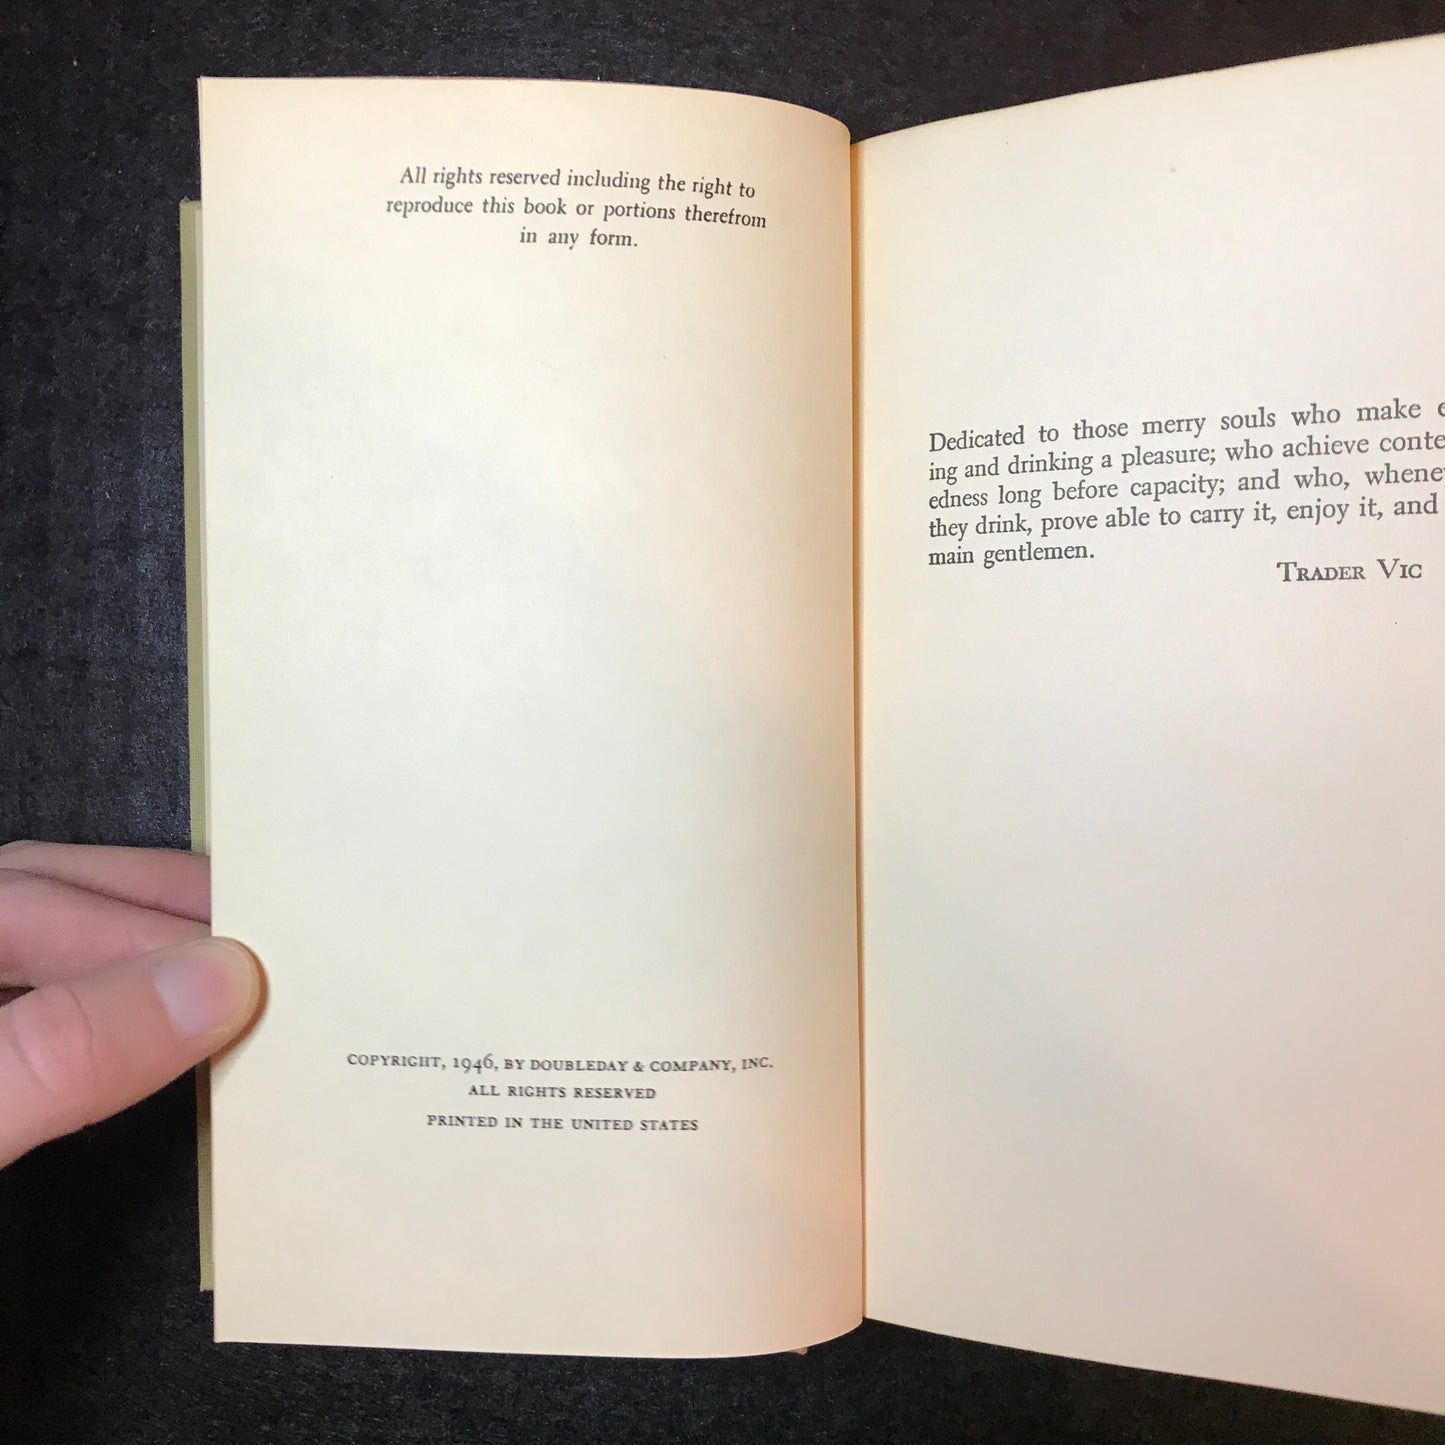 All rights reserved including the right to
reproduce this book or portions therefrom
in any form.
COPYRIGHT, 1946, BY DOUBLEDAY & COMPANY, INC.
ALL RIGHTS RESERVED
PRINTED IN THE UNITED STATES
Dedicated to those merry souls who make
ing and drinking a pleasure; who achieve conte
edness long before capacity; and who, whene
they drink, prove able to carry it, enjoy it, and
main gentlemen.
TRADER VIC